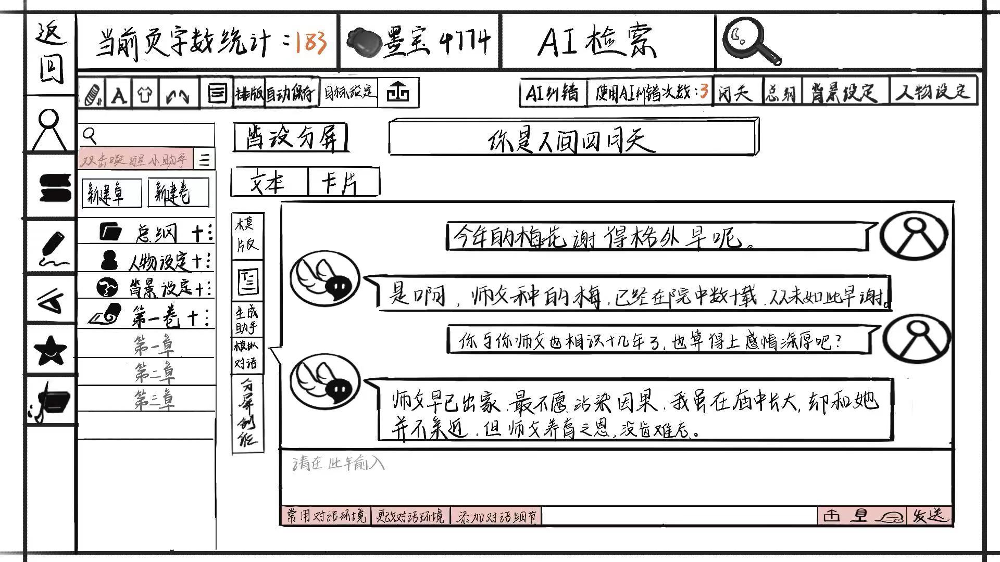 返回
当前页字数统计:183
墨宝 4774
AI 检索
A
排版
自动保存
目标设定
AI纠错
使用AI纠错次数:3
闭关
总纲
背景设定
人物设定
双击唤醒小助手
新建章
新建卷
总纲
人物设定
背景设定
第一卷
第一章
第二章
第三章
背设分屏
你是人间四月天
文本
卡片
模版
生成助手
模拟对话
分屏创作
今年的梅花谢得格外早呢。
是啊,师父种的梅,已经在院中数十载,从未如此早谢。
你与你师父也相识十几年了,也算得上感情深厚吧?
师父早已出家,最不愿沾染因果,我虽在庙中长大,却和她
并不亲近,但师父养育之恩,没齿难忘。
请在此输入
常用对话环境
更改对话环境
添加对话细节
发送